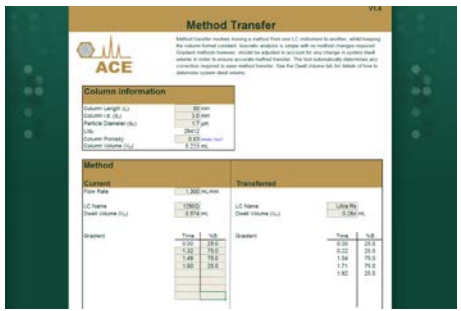 V1.4
Method Transfer
Method transfer involves moving a method from one LC instrument to another, whilst keeping
the column format constant. Isocratic analysis is simple with no method changes required.
Gradient methods however, should be adjusted to account for any change in system dwell
volume in order to ensure accurate method transfer. This tool automatically determines any
correction required to ease method transfer. See the Dwell Volume tab for details of how to
determine system dwell volume.
ACE
Column Information
Column Length (L) 50 mm
Column i.d. (dc) 3.0 mm
Particle Diameter (dp) 1.7 µm
L/dp 29412
Column Porosity 0.63
Column Volume 0.223 mL
Method
Current Transferred
Flow Rate 1.200 mL/min
LC Name 1290G LC Name Ultra Rs
Dwell Volume 0.574 mL Dwell Volume 0.284 mL
Gradient Time %B Gradient Time %B
0.00 25.0 0.00 25.0
1.32 75.0 0.22 25.0
1.48 75.0 1.54 75.0
1.60 25.0 1.71 75.0
1.82 25.0